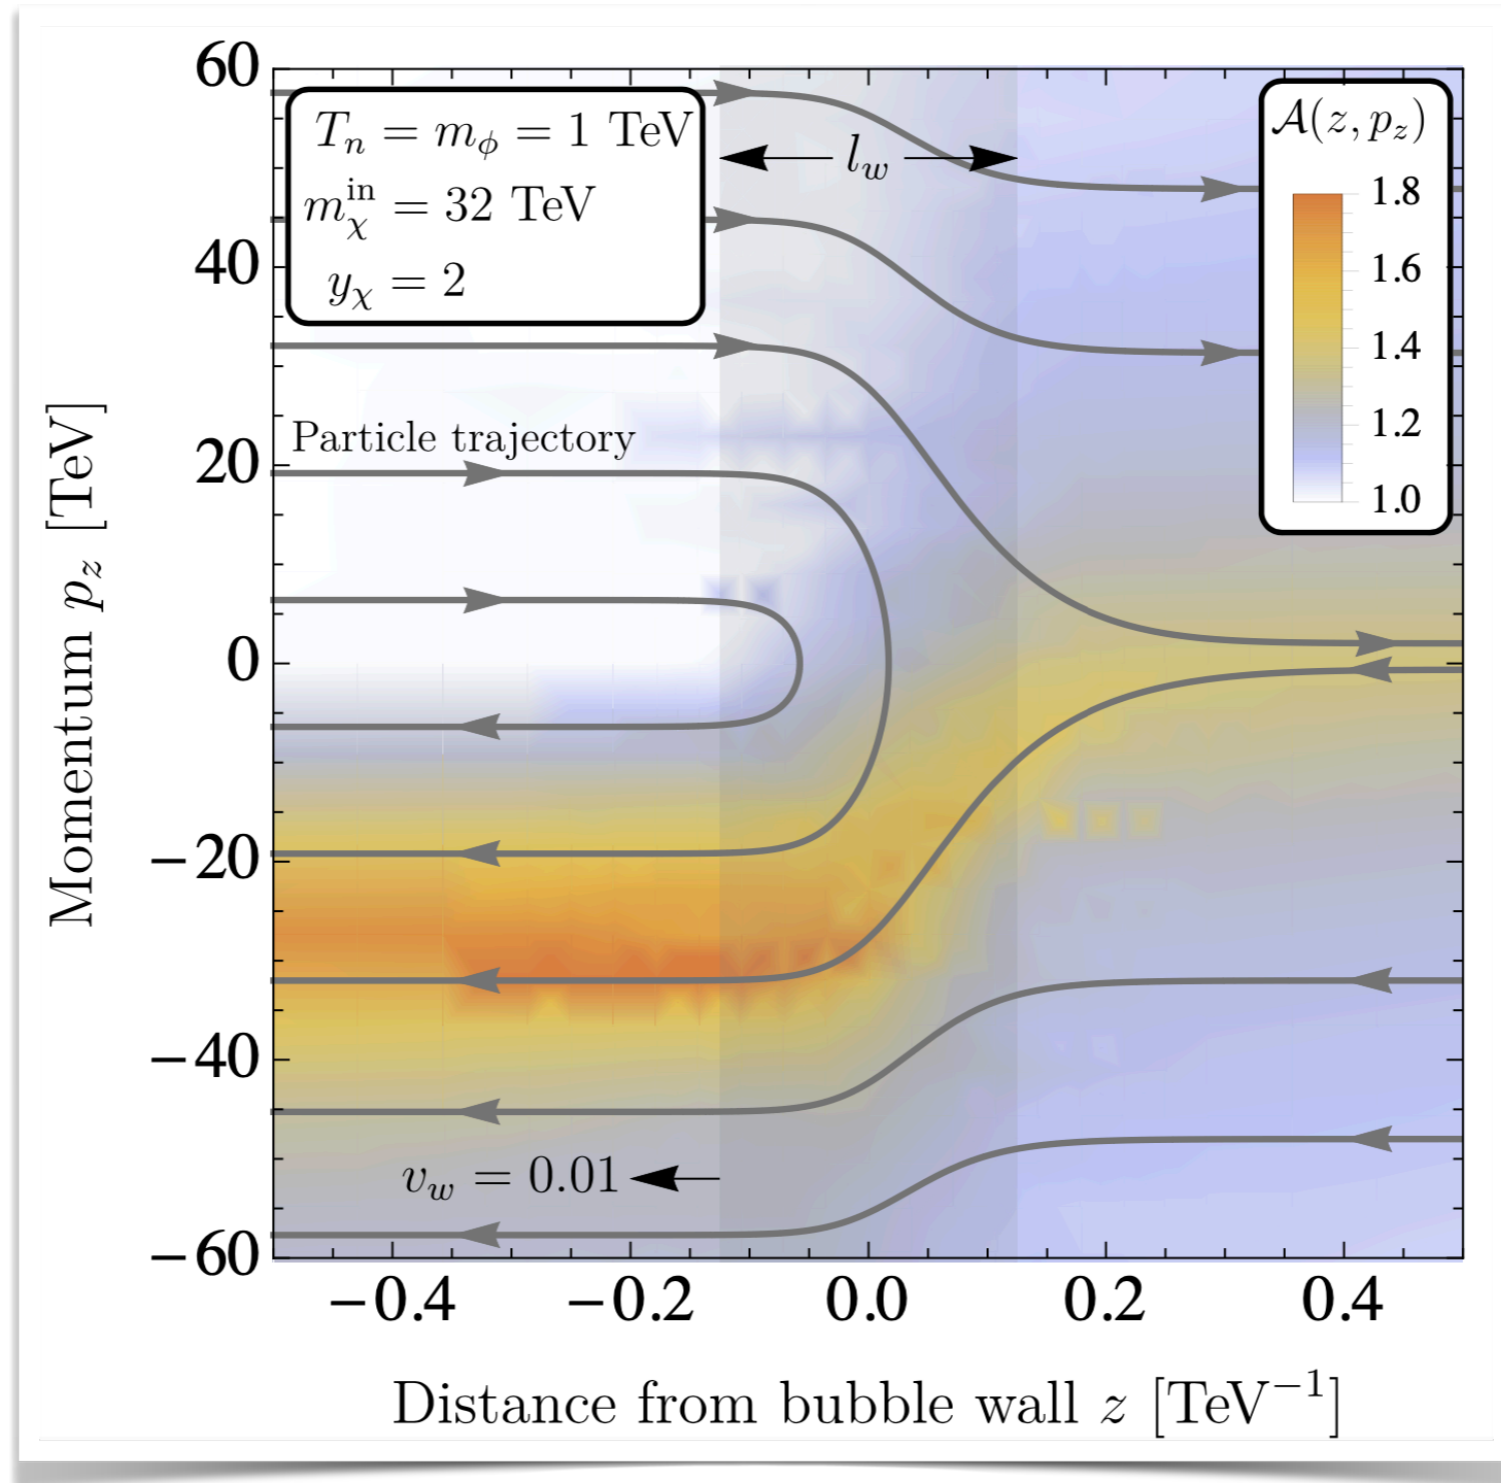 60
40
20
0
−20
−40
−60
Momentum p_z [TeV]
T_n = m_ϕ = 1 TeV
m_χ^in = 32 TeV
y_χ = 2
l_w
𝒜(z, p_z)
1.8
1.6
1.4
1.2
1.0
Particle trajectory
v_w = 0.01
−0.4 −0.2 0.0 0.2 0.4
Distance from bubble wall z [TeV⁻¹]